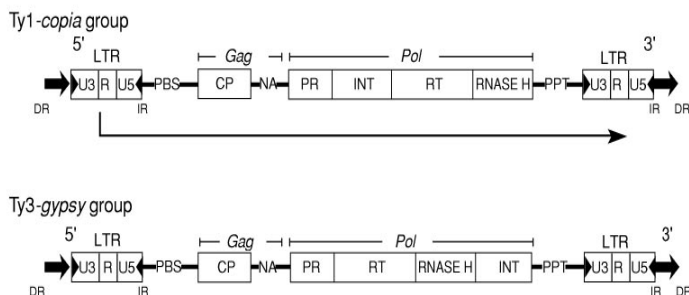 Ty1-copia group
5' 3'
LTR Gag Pol LTR
U3 R U5 PBS CP NA PR INT RT RNASE H PPT U3 R U5
DR IR IR DR
Ty3-gypsy group
5' 3'
LTR Gag Pol LTR
U3 R U5 PBS CP NA PR RT RNASE H INT PPT U3 R U5
DR IR IR DR